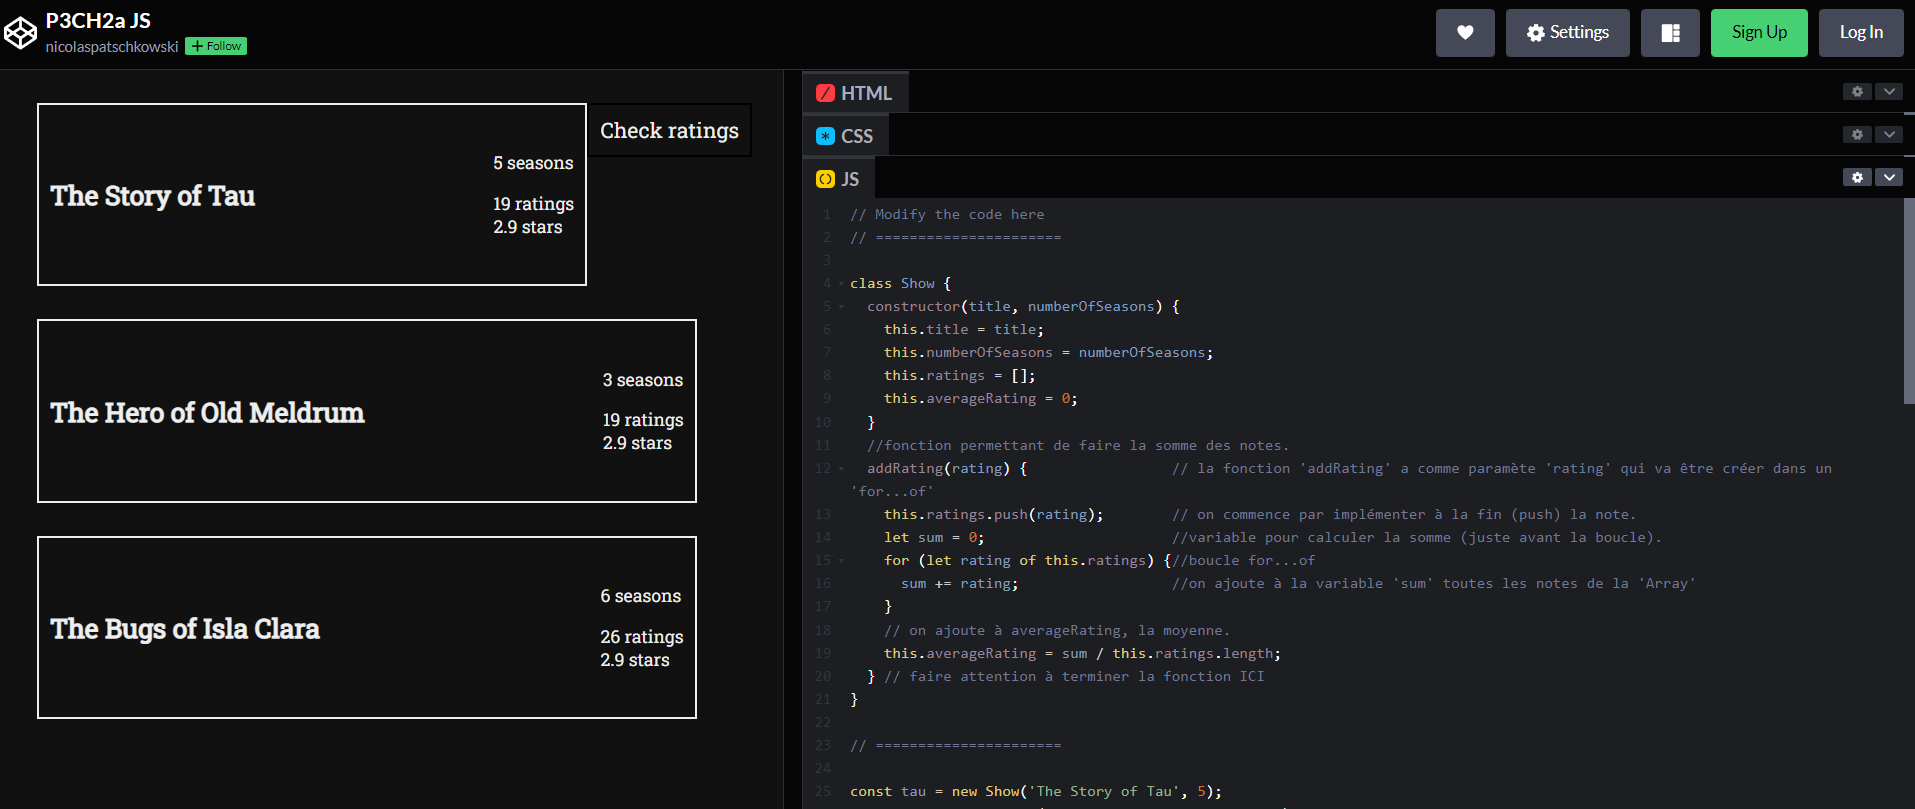 P3CH2a JS
nicolaspatschkowski + Follow
Settings
Sign Up
Log In
The Story of Tau
5 seasons
19 ratings
2.9 stars
Check ratings
The Hero of Old Meldrum
3 seasons
19 ratings
2.9 stars
The Bugs of Isla Clara
6 seasons
26 ratings
2.9 stars
HTML
CSS
JS
1 // Modify the code here
2 // ======================
3
4 class Show {
5 constructor(title, numberOfSeasons) {
6 this.title = title;
7 this.numberOfSeasons = numberOfSeasons;
8 this.ratings = [];
9 this.averageRating = 0;
10 }
11 //fonction permettant de faire la somme des notes.
12 addRating(rating) { // la fonction 'addRating' a comme paramète 'rating' qui va être créer dans un
'for...of'
13 this.ratings.push(rating); // on commence par implémenter à la fin (push) la note.
14 let sum = 0; //variable pour calculer la somme (juste avant la boucle).
15 for (let rating of this.ratings) {//boucle for...of
16 sum += rating; //on ajoute à la variable 'sum' toutes les notes de la 'Array'
17 }
18 // on ajoute à averageRating, la moyenne.
19 this.averageRating = sum / this.ratings.length;
20 } // faire attention à terminer la fonction ICI
21 }
22
23 // ======================
24
25 const tau = new Show('The Story of Tau', 5);